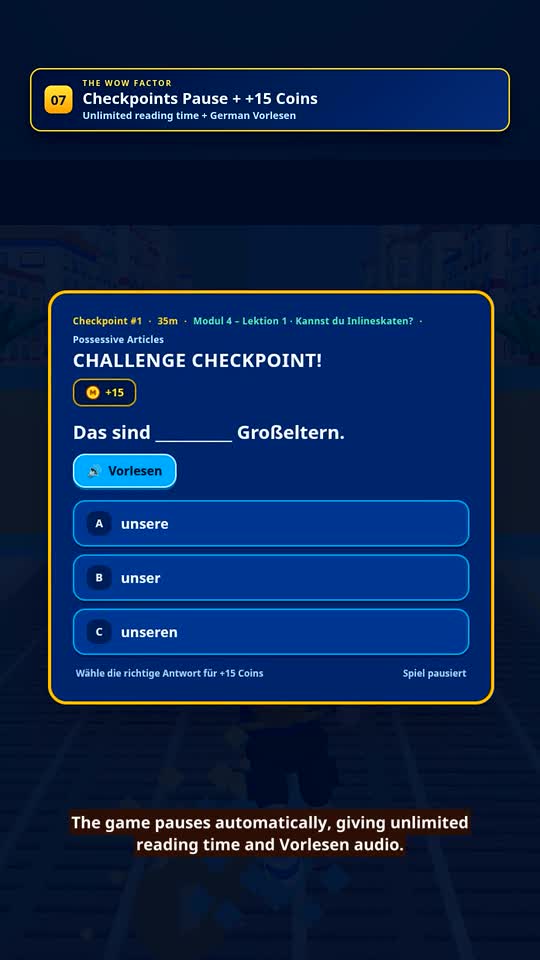 THE WOW FACTOR
07
Checkpoints Pause + +15 Coins
Unlimited reading time + German Vorlesen
Checkpoint #1 · 35m · Modul 4 – Lektion 1 · Kannst du Inlineskaten? ·
Possessive Articles
CHALLENGE CHECKPOINT!
M +15
Das sind ________ Großeltern.
🔊 Vorlesen
A unsere
B unser
C unseren
Wähle die richtige Antwort für +15 Coins
Spiel pausiert
The game pauses automatically, giving unlimited
reading time and Vorlesen audio.